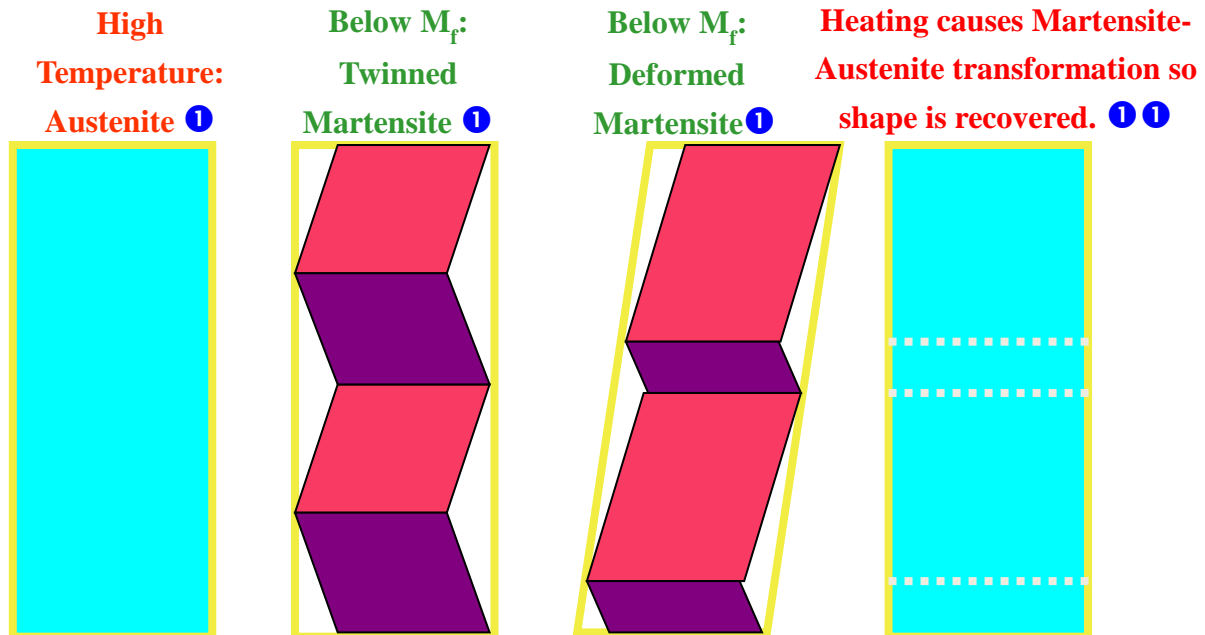 High
Temperature:
Austenite ❶
Below Mf:
Twinned
Martensite ❶
Below Mf:
Deformed
Martensite❶
Heating causes Martensite-
Austenite transformation so
shape is recovered. ❶❶